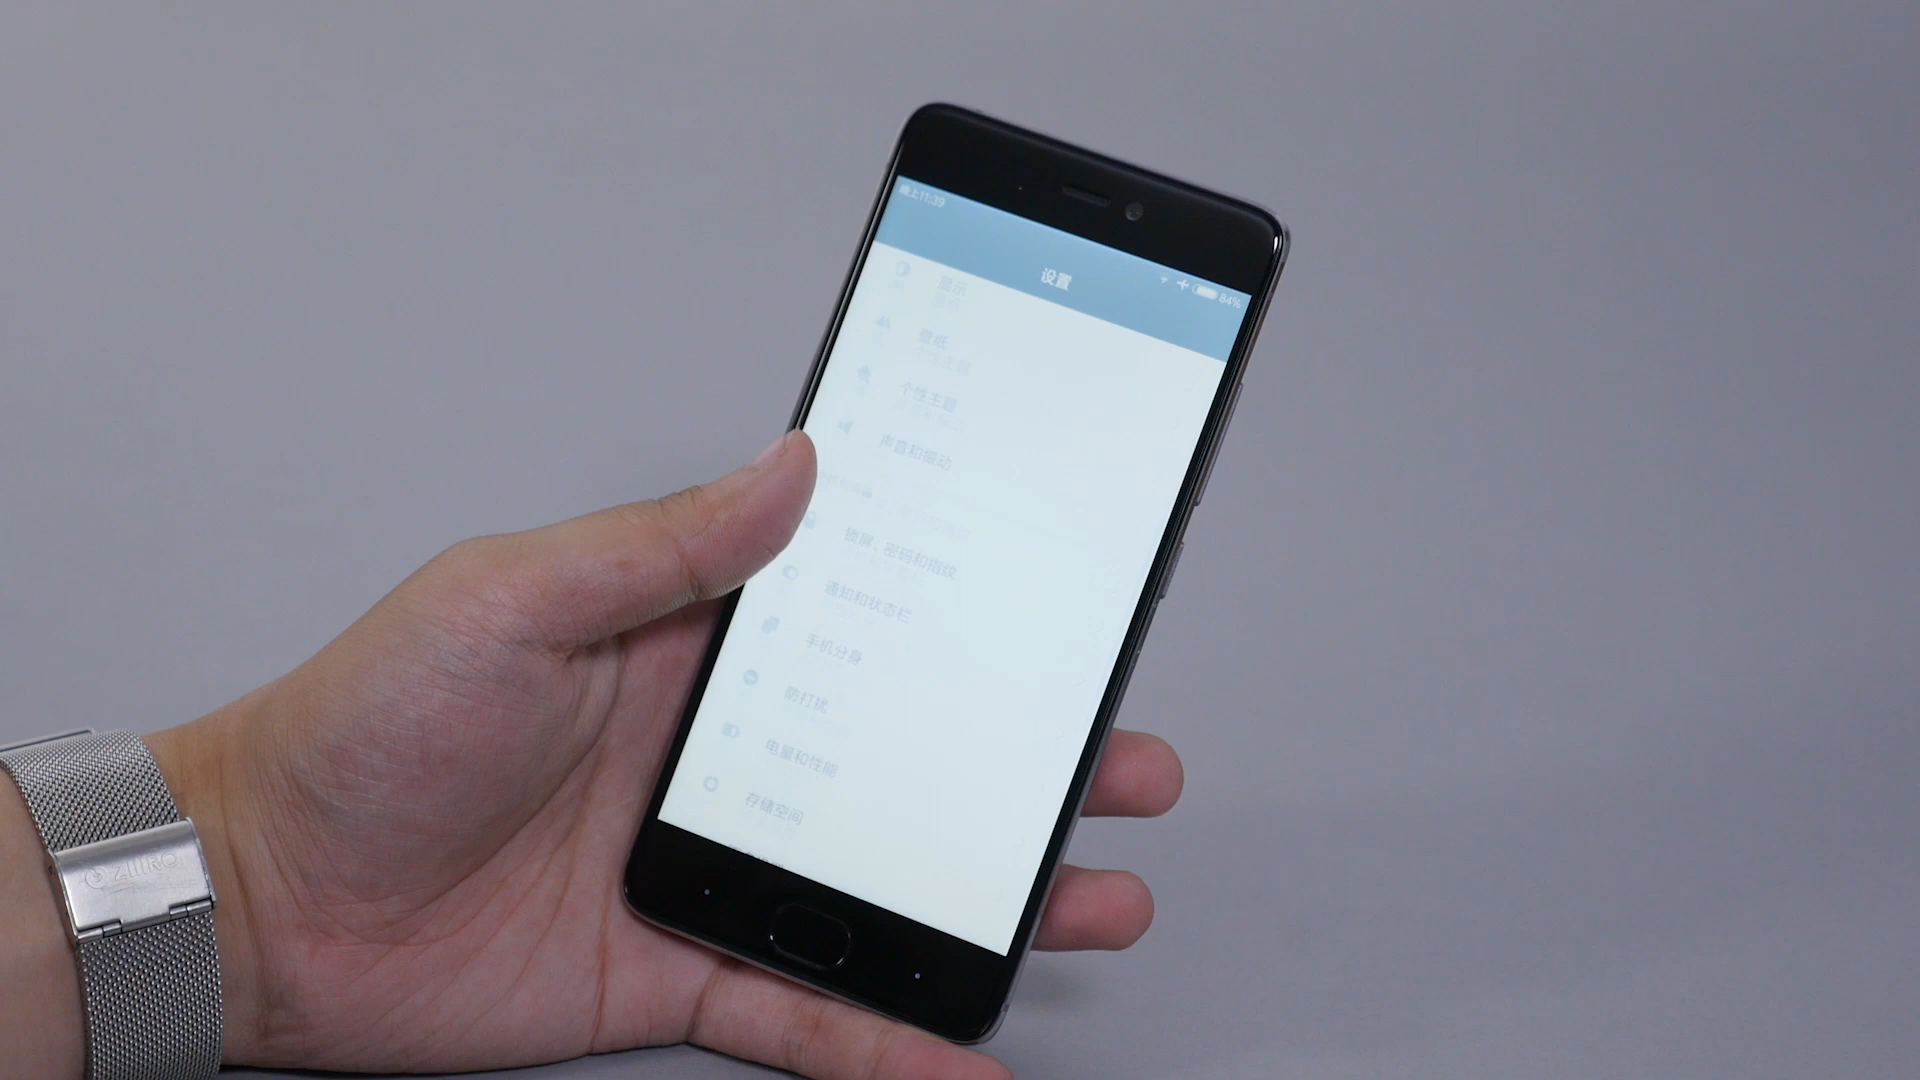 晚上11:39
84%
设置
显示
壁纸
个性主题
声音和振动
锁屏、密码和指纹
通知和状态栏
手机分身
防打扰
电量和性能
存储空间
ZIIIRO